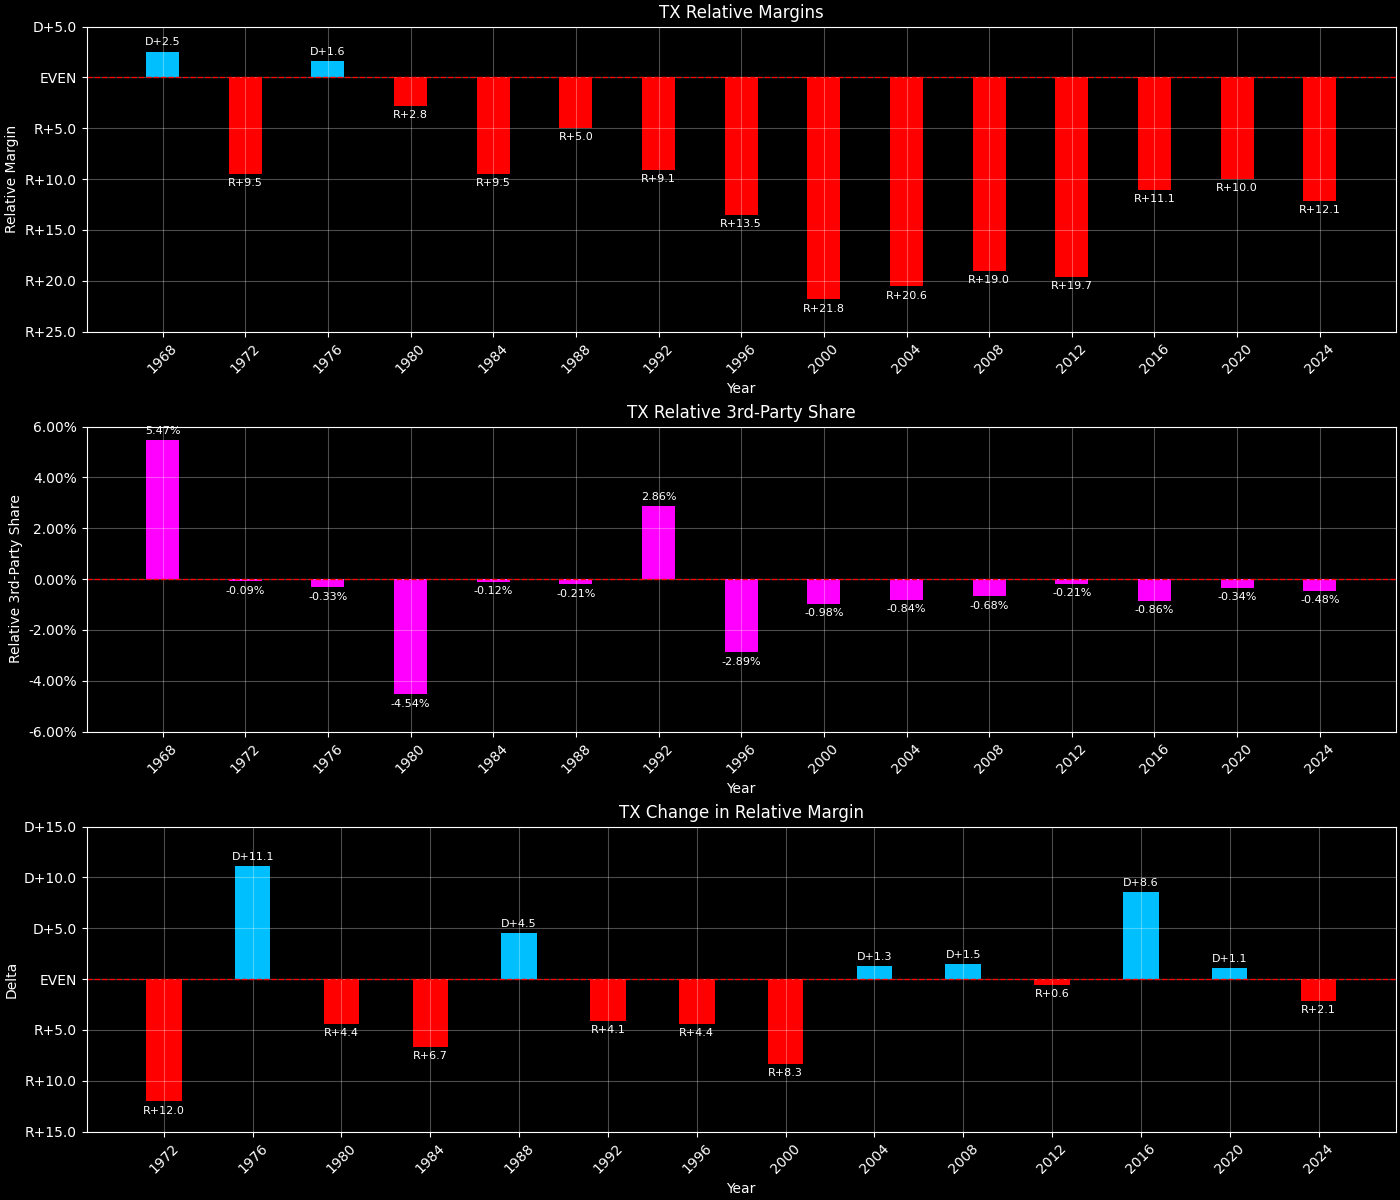 TX Relative Margins
Relative Margin
D+5.0
EVEN
R+5.0
R+10.0
R+15.0
R+20.0
R+25.0
D+2.5
R+9.5
D+1.6
R+2.8
R+9.5
R+5.0
R+9.1
R+13.5
R+21.8
R+20.6
R+19.0
R+19.7
R+11.1
R+10.0
R+12.1
1968 1972 1976 1980 1984 1988 1992 1996 2000 2004 2008 2012 2016 2020 2024
Year
TX Relative 3rd-Party Share
Relative 3rd-Party Share
6.00%
4.00%
2.00%
0.00%
-2.00%
-4.00%
-6.00%
5.47%
-0.09%
-0.33%
-4.54%
-0.12%
-0.21%
2.86%
-2.89%
-0.98%
-0.84%
-0.68%
-0.21%
-0.86%
-0.34%
-0.48%
1968 1972 1976 1980 1984 1988 1992 1996 2000 2004 2008 2012 2016 2020 2024
Year
TX Change in Relative Margin
Delta
D+15.0
D+10.0
D+5.0
EVEN
R+5.0
R+10.0
R+15.0
R+12.0
D+11.1
R+4.4
R+6.7
D+4.5
R+4.1
R+4.4
R+8.3
D+1.3
D+1.5
R+0.6
D+8.6
D+1.1
R+2.1
1972 1976 1980 1984 1988 1992 1996 2000 2004 2008 2012 2016 2020 2024
Year